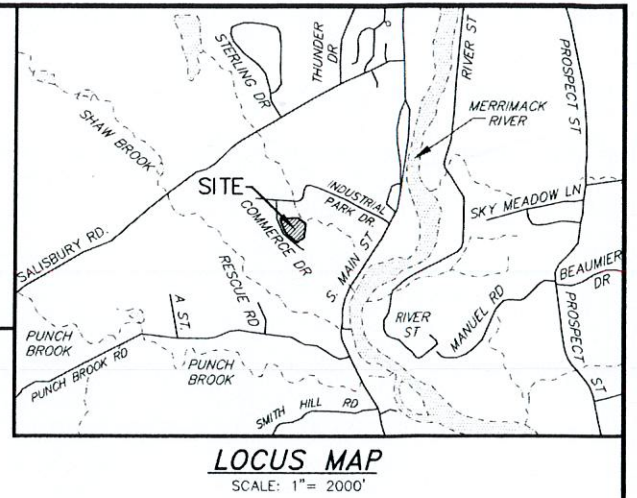 STERLING DR
THUNDER DR
RIVER ST
PROSPECT ST
MERRIMACK
RIVER
SHAW BROOK
SITE
INDUSTRIAL
PARK DR.
SKY MEADOW LN
COMMERCE DR
S. MAIN ST
SALISBURY RD.
BEAUMIER
DR
RESCUE RD
A ST.
RIVER
ST
MANUEL RD
PROSPECT ST
PUNCH
BROOK
PUNCH BROOK RD
PUNCH
BROOK
SMITH HILL RD
LOCUS MAP
SCALE: 1"= 2000'